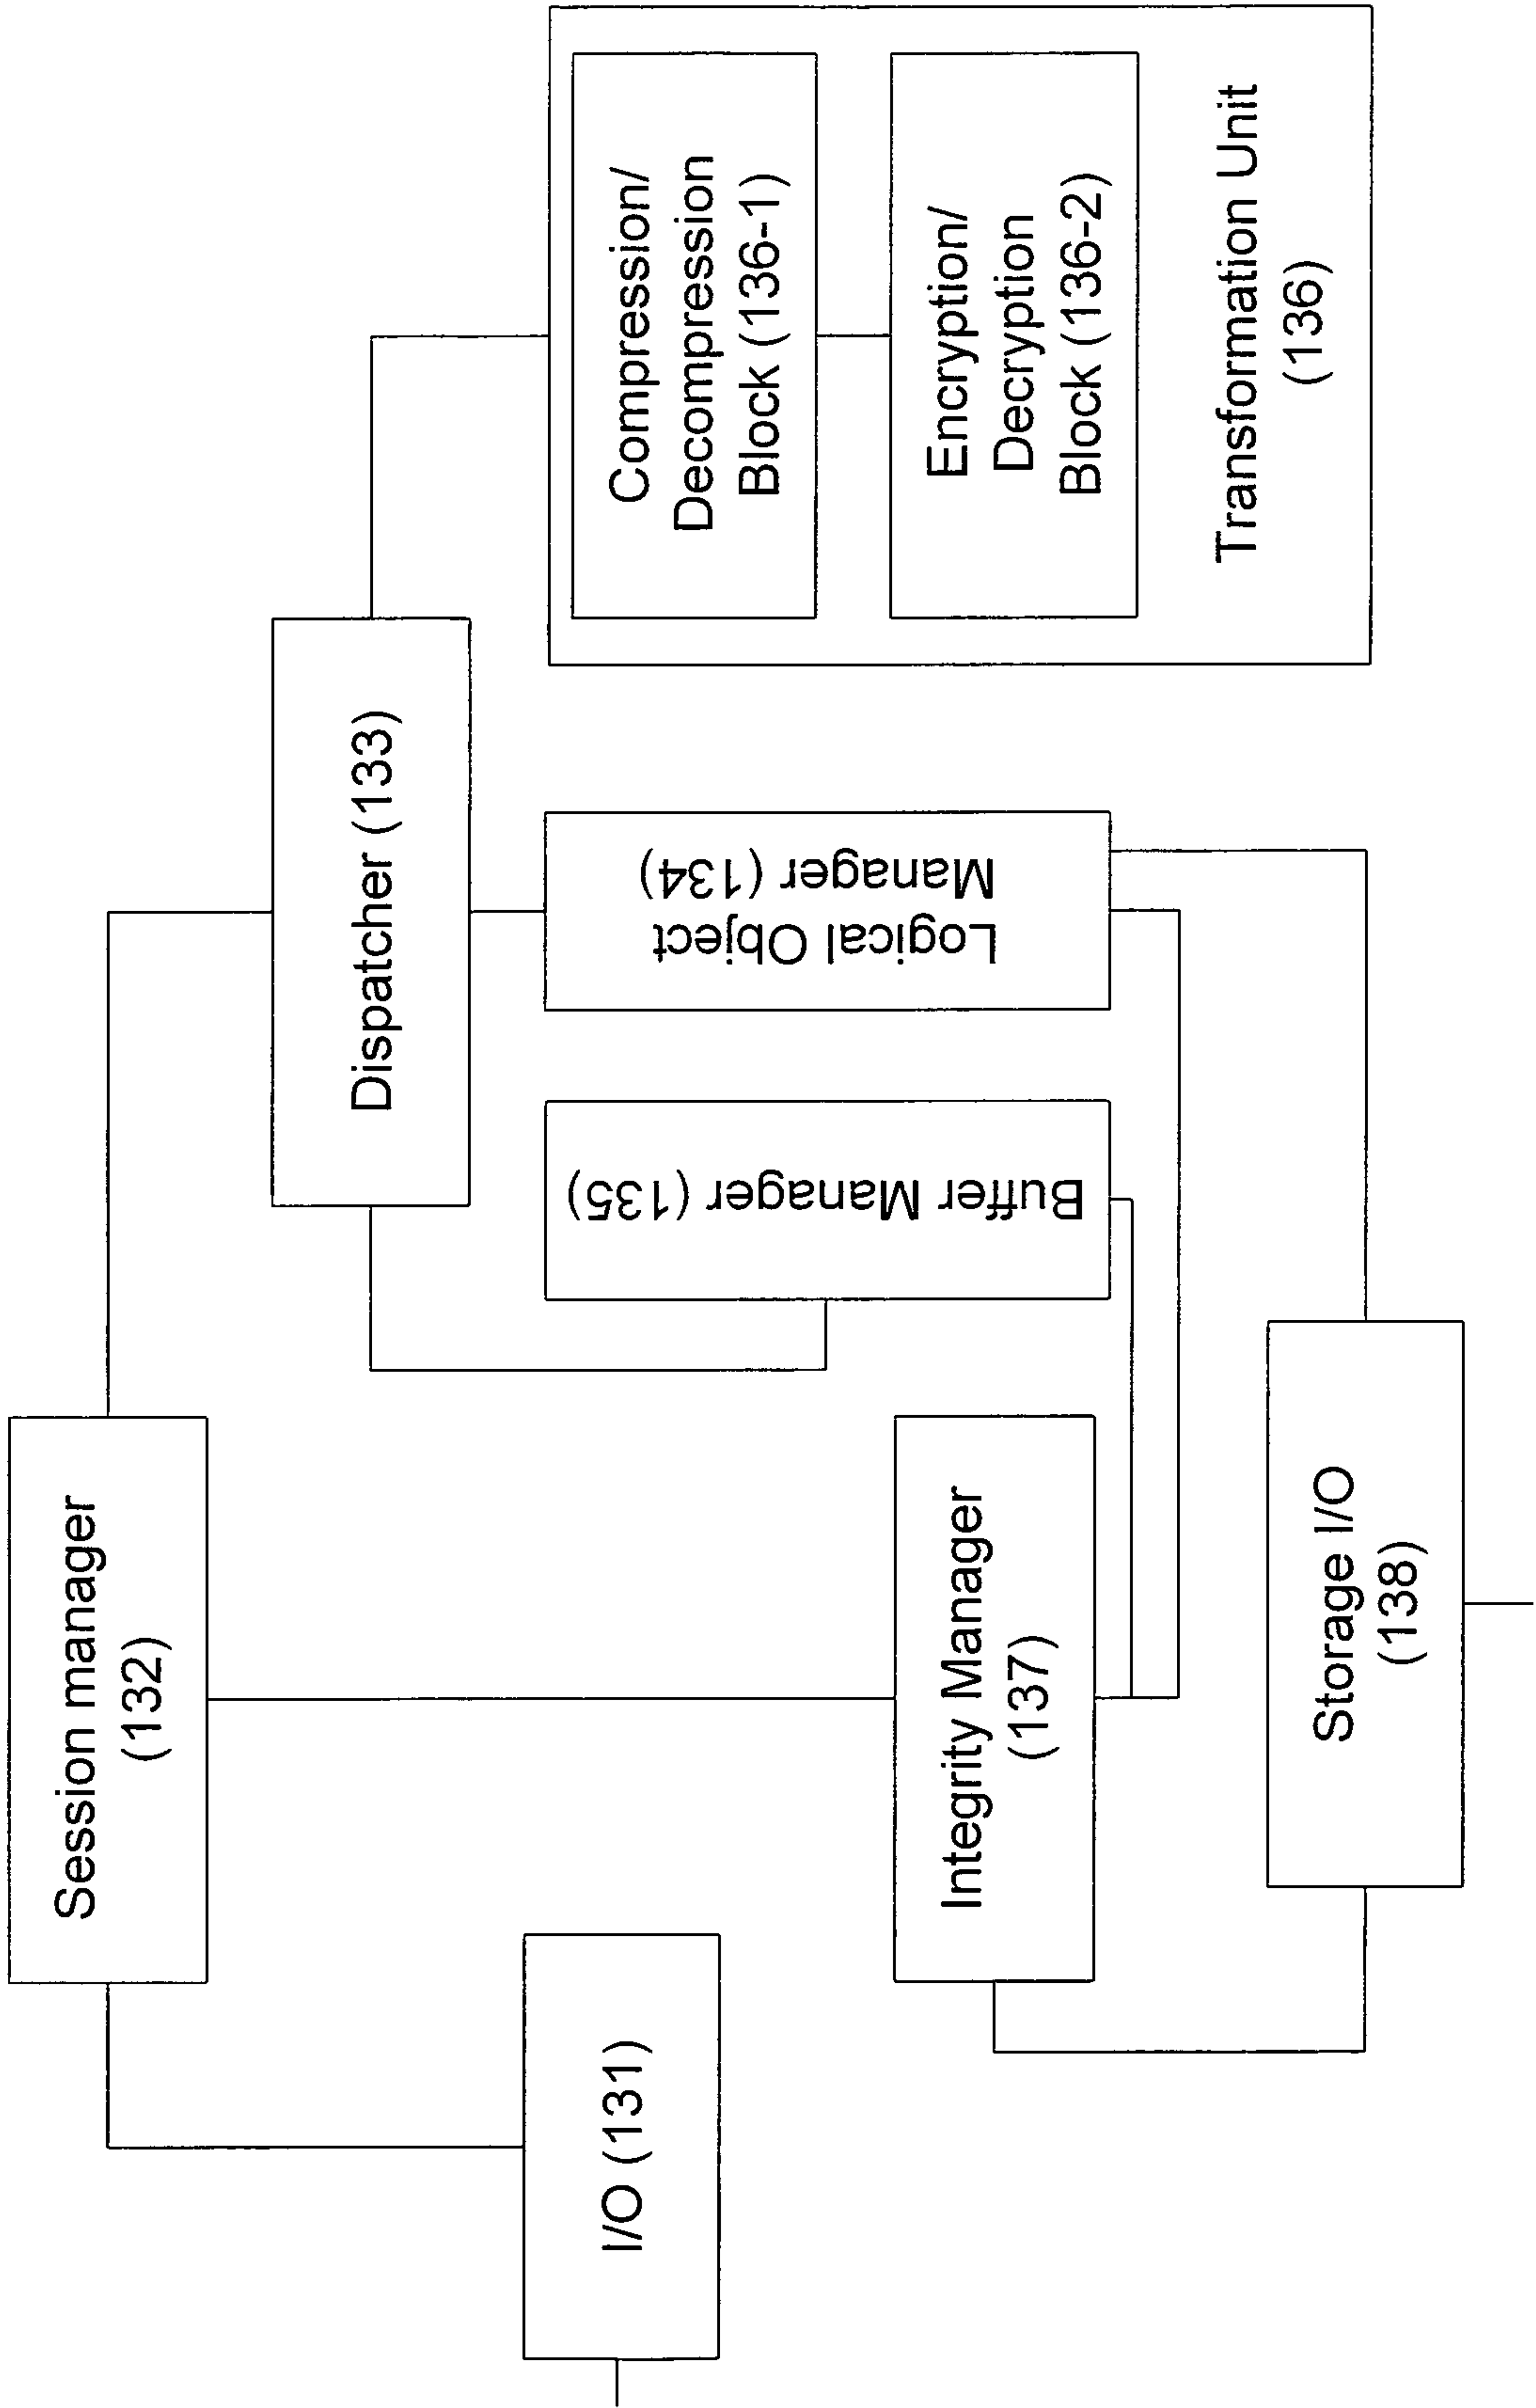 Session manager
(132)
I/O (131)
Dispatcher (133)
Compression/
Decompression
Block (136-1)
Encryption/
Decryption
Block (136-2)
Transformation Unit
(136)
Logical Object
Manager (134)
Buffer Manager (135)
Integrity Manager
(137)
Storage I/O
(138)